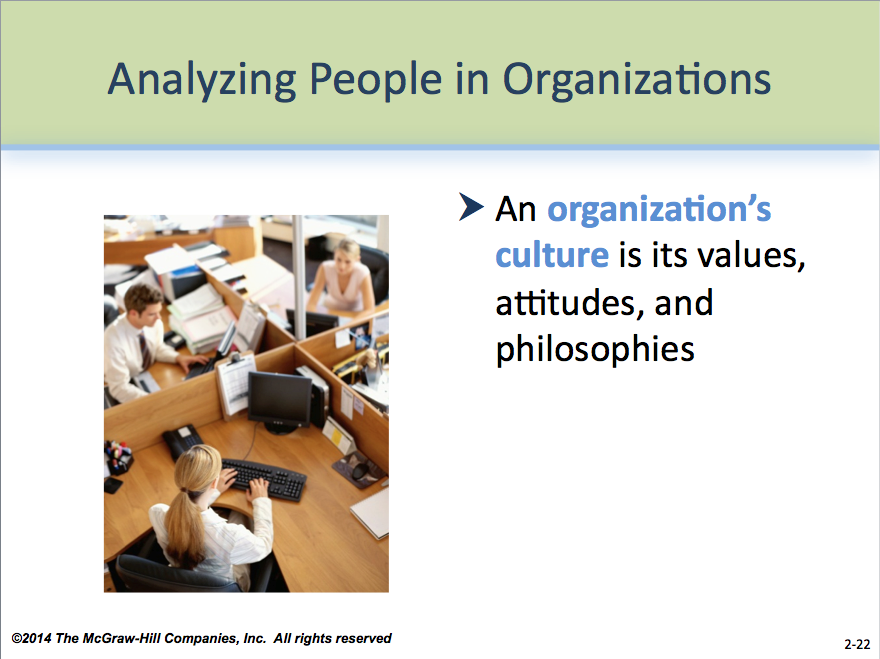 Analyzing People in Organizations
An organization’s
culture is its values,
attitudes, and
philosophies
©2014 The McGraw-Hill Companies, Inc.  All rights reserved
2-22